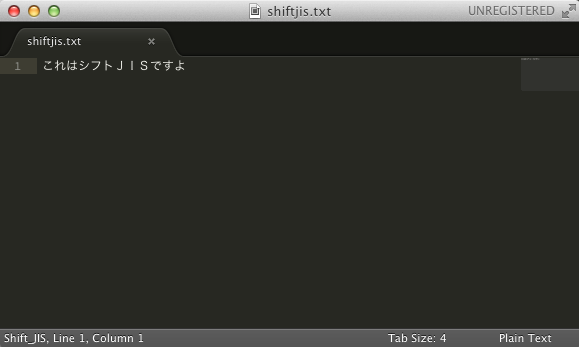 shiftjis.txt
UNREGISTERED
shiftjis.txt ×
1 これはシフトＪＩＳですよ
Shift_JIS, Line 1, Column 1 Tab Size: 4 Plain Text